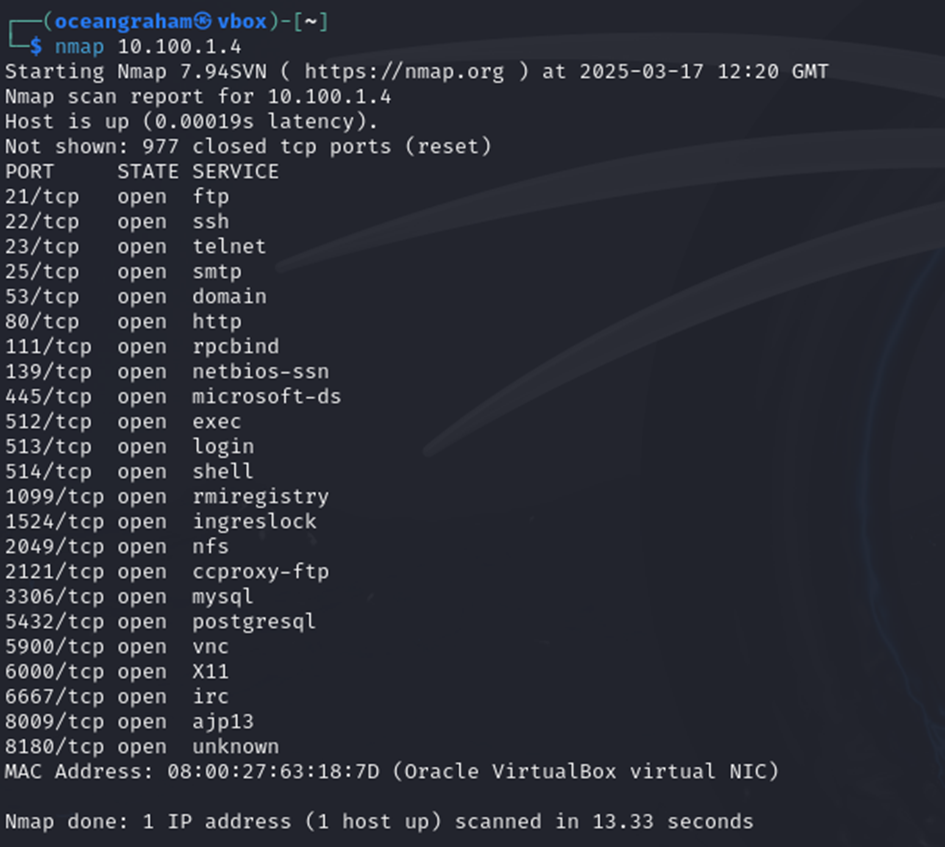 ┌──(oceangraham㉿vbox)-[~]
└─$ nmap 10.100.1.4
Starting Nmap 7.94SVN ( https://nmap.org ) at 2025-03-17 12:20 GMT
Nmap scan report for 10.100.1.4
Host is up (0.00019s latency).
Not shown: 977 closed tcp ports (reset)
PORT     STATE SERVICE
21/tcp   open  ftp
22/tcp   open  ssh
23/tcp   open  telnet
25/tcp   open  smtp
53/tcp   open  domain
80/tcp   open  http
111/tcp  open  rpcbind
139/tcp  open  netbios-ssn
445/tcp  open  microsoft-ds
512/tcp  open  exec
513/tcp  open  login
514/tcp  open  shell
1099/tcp open  rmiregistry
1524/tcp open  ingreslock
2049/tcp open  nfs
2121/tcp open  ccproxy-ftp
3306/tcp open  mysql
5432/tcp open  postgresql
5900/tcp open  vnc
6000/tcp open  X11
6667/tcp open  irc
8009/tcp open  ajp13
8180/tcp open  unknown
MAC Address: 08:00:27:63:18:7D (Oracle VirtualBox virtual NIC)
Nmap done: 1 IP address (1 host up) scanned in 13.33 seconds